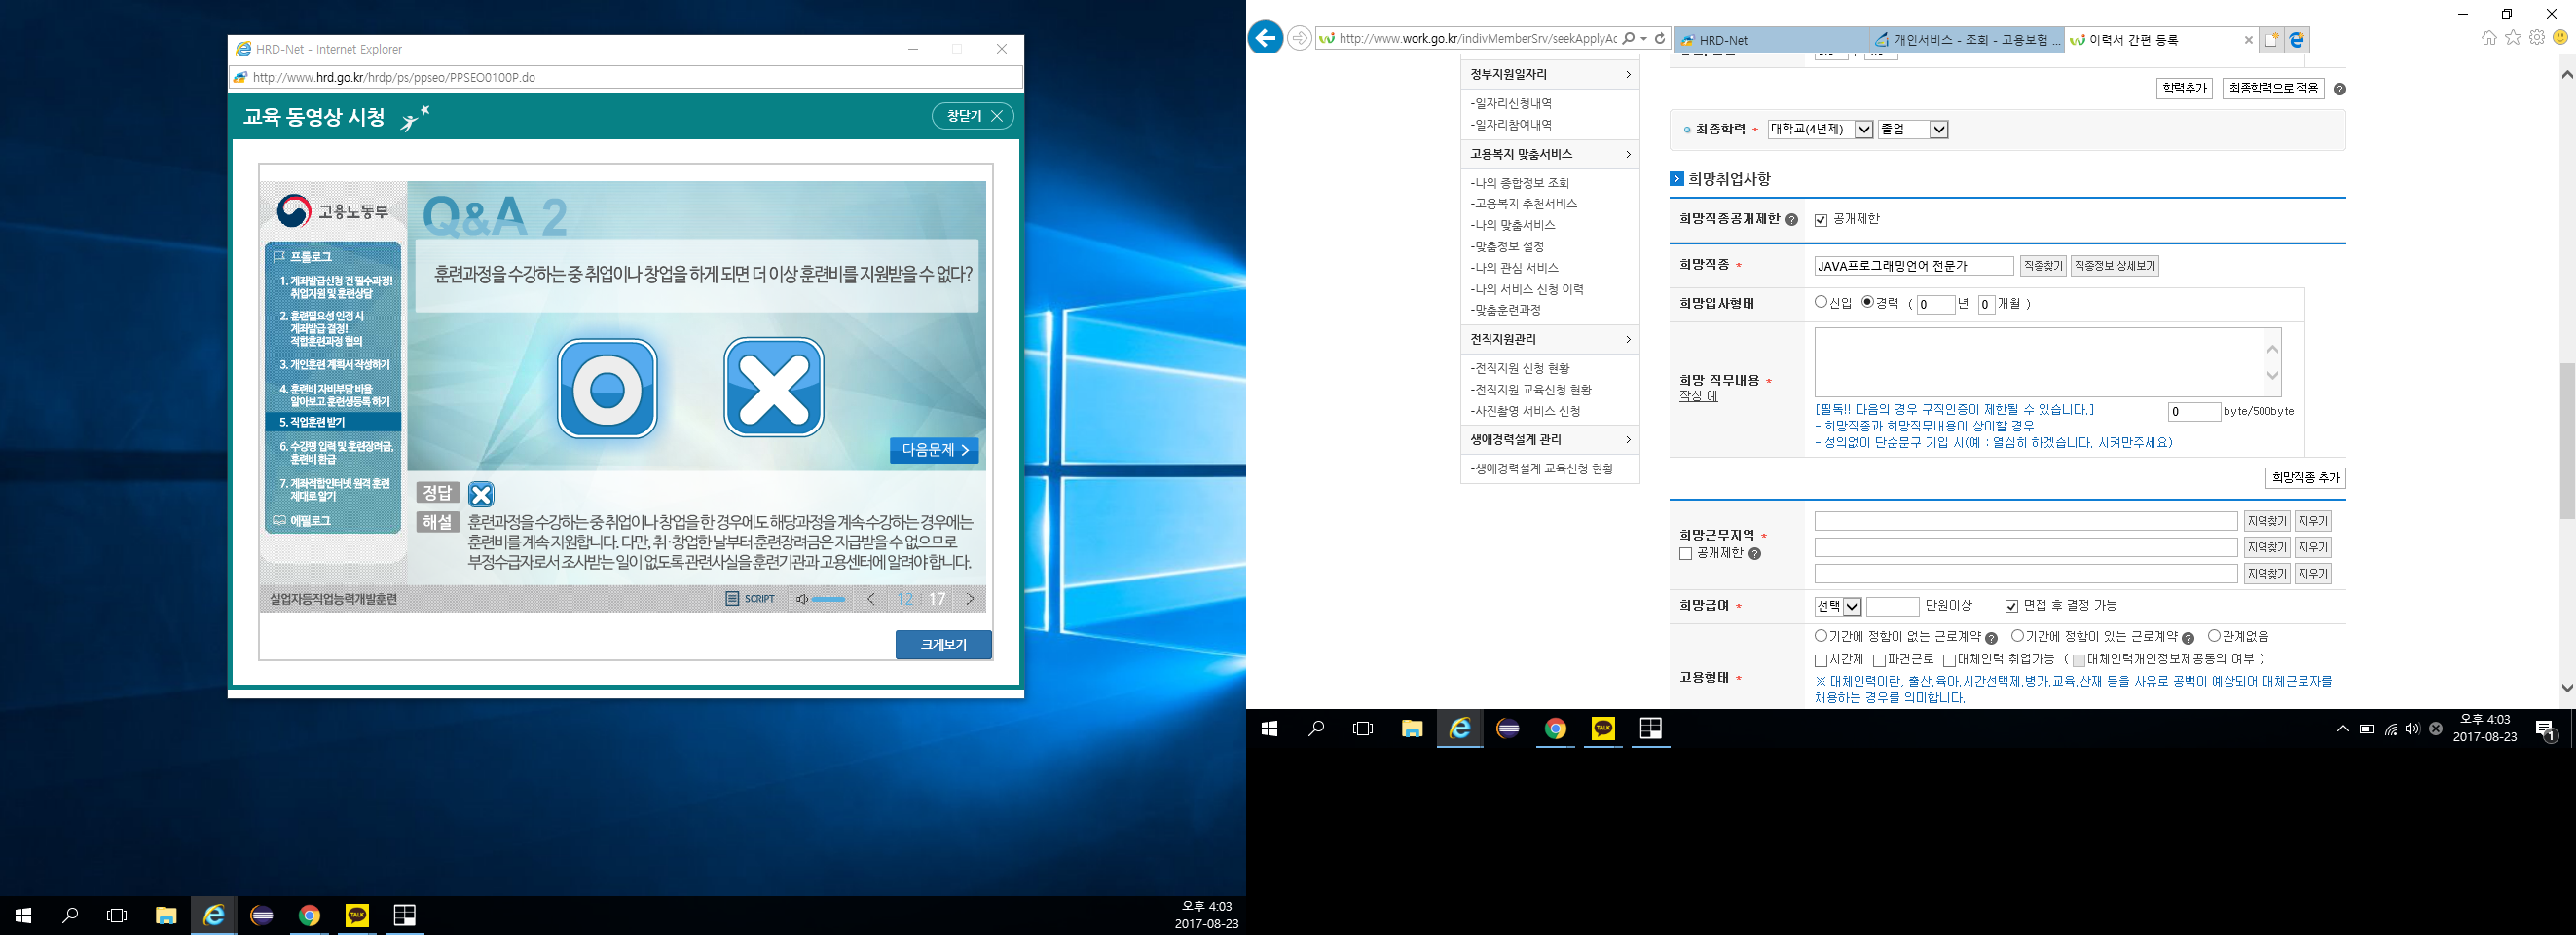 HRD-Net - Internet Explorer
http://www.hrd.go.kr/hrdp/ps/ppseo/PPSEO0100P.do
교육 동영상 시청
창닫기
고용노동부
프롤로그
1. 계좌발급신청 전 필수과정!
취업지원 및 훈련상담
2. 훈련필요성 인정 시
계좌발급 결정!
적합훈련과정 협의
3. 개인훈련 계획서 작성하기
4. 훈련비 자비부담 비율
알아보고 훈련생등록 하기
5. 직업훈련 받기
6. 수강평 입력 및 훈련장려금,
훈련비 환급
7. 계좌적합인터넷 원격 훈련
제대로 알기
에필로그
Q&A 2
훈련과정을 수강하는 중 취업이나 창업을 하게 되면 더 이상 훈련비를 지원받을 수 없다?
다음문제 >
정답
해설 훈련과정을 수강하는 중 취업이나 창업을 한 경우에도 해당과정을 계속 수강하는 경우에는
훈련비를 계속 지원합니다. 다만, 취·창업한 날부터 훈련장려금은 지급받을 수 없으므로
부정수급자로서 조사받는 일이 없도록 관련사실을 훈련기관과 고용센터에 알려야 합니다.
실업자등직업능력개발훈련
SCRIPT
12 : 17
크게보기
오후 4:03
2017-08-23
http://www.work.go.kr/indivMemberSrv/seekApplyAc
HRD-Net
개인서비스 - 조회 - 고용보험 ...
이력서 간편 등록
정부지원일자리
-일자리신청내역
-일자리참여내역
고용복지 맞춤서비스
-나의 종합정보 조회
-고용복지 추천서비스
-나의 맞춤서비스
-맞춤정보 설정
-나의 관심 서비스
-나의 서비스 신청 이력
-맞춤훈련과정
전직지원관리
-전직지원 신청 현황
-전직지원 교육신청 현황
-사진촬영 서비스 신청
생애경력설계 관리
-생애경력설계 교육신청 현황
학력추가 최종학력으로 적용
최종학력 * 대학교(4년제) 졸업
희망취업사항
희망직종공개제한 공개제한
희망직종 * JAVA프로그래밍언어 전문가 직종찾기 직종정보 상세보기
희망입사형태 신입 경력 ( 0 년 0 개월 )
희망 직무내용 *
작성 예
[필독!! 다음의 경우 구직인증이 제한될 수 있습니다.] 0 byte/500byte
- 희망직종과 희망직무내용이 상이할 경우
- 성의없이 단순문구 기입 시(예 : 열심히 하겠습니다. 시켜만주세요)
희망직종 추가
희망근무지역 *
공개제한
지역찾기 지우기
지역찾기 지우기
지역찾기 지우기
희망급여 * 선택 만원이상 면접 후 결정 가능
고용형태 *
기간에 정함이 없는 근로계약 기간에 정함이 있는 근로계약 관계없음
시간제 파견근로 대체인력 취업가능 ( 대체인력개인정보제공동의 여부 )
※ 대체인력이란, 출산,육아,시간선택제,병가,교육,산재 등을 사유로 공백이 예상되어 대체근로자를
채용하는 경우를 의미합니다.
TALK
오후 4:03
2017-08-23
1